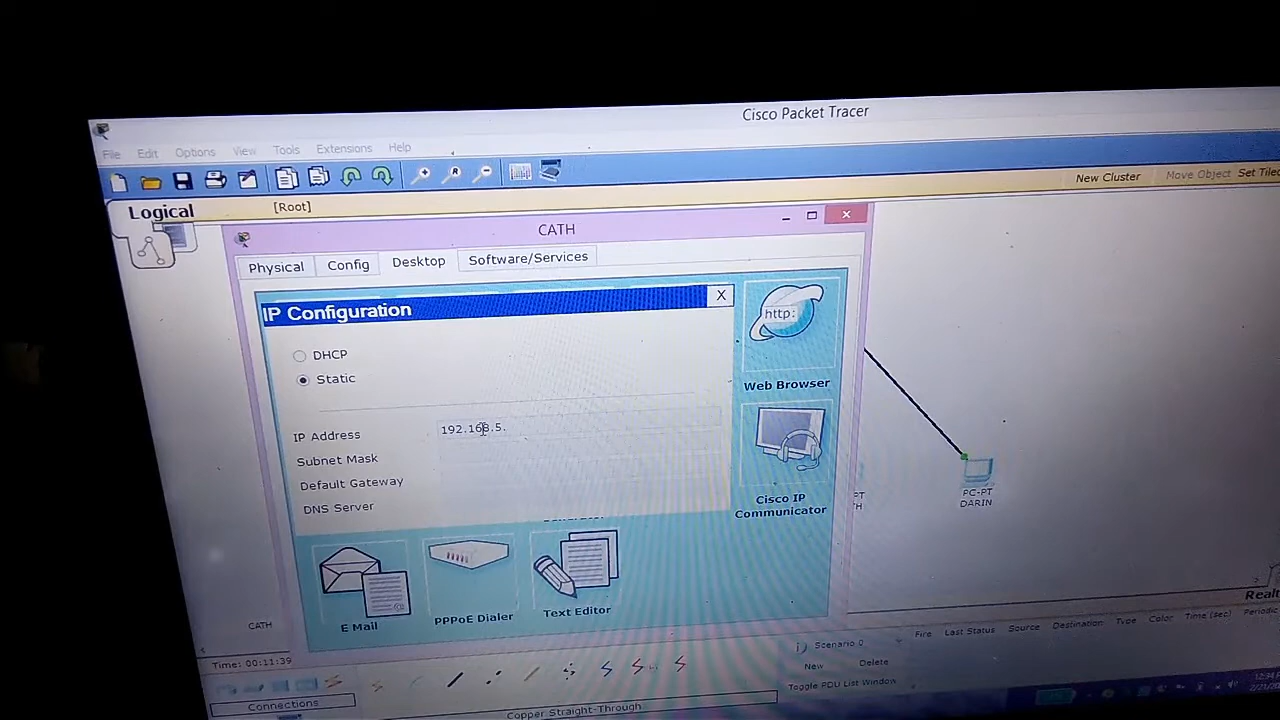 Cisco Packet Tracer
File Edit Options View Tools Extensions Help
New Cluster Move Object Set Tiled
Logical [Root]
CATH
Physical Config Desktop Software/Services
IP Configuration X
http:
DHCP
Static
Web Browser
IP Address 192.168.5.
Subnet Mask
Default Gateway
DNS Server
Cisco IP
Communicator
PC-PT
DARIN
E Mail PPPoE Dialer Text Editor
CATH
Time: 00:11:39
Scenario 0
Fire Last Status Source Destination Type Color Time (sec) Periodic
New Delete
Toggle PDU List Window
Connections
Copper Straight-Through